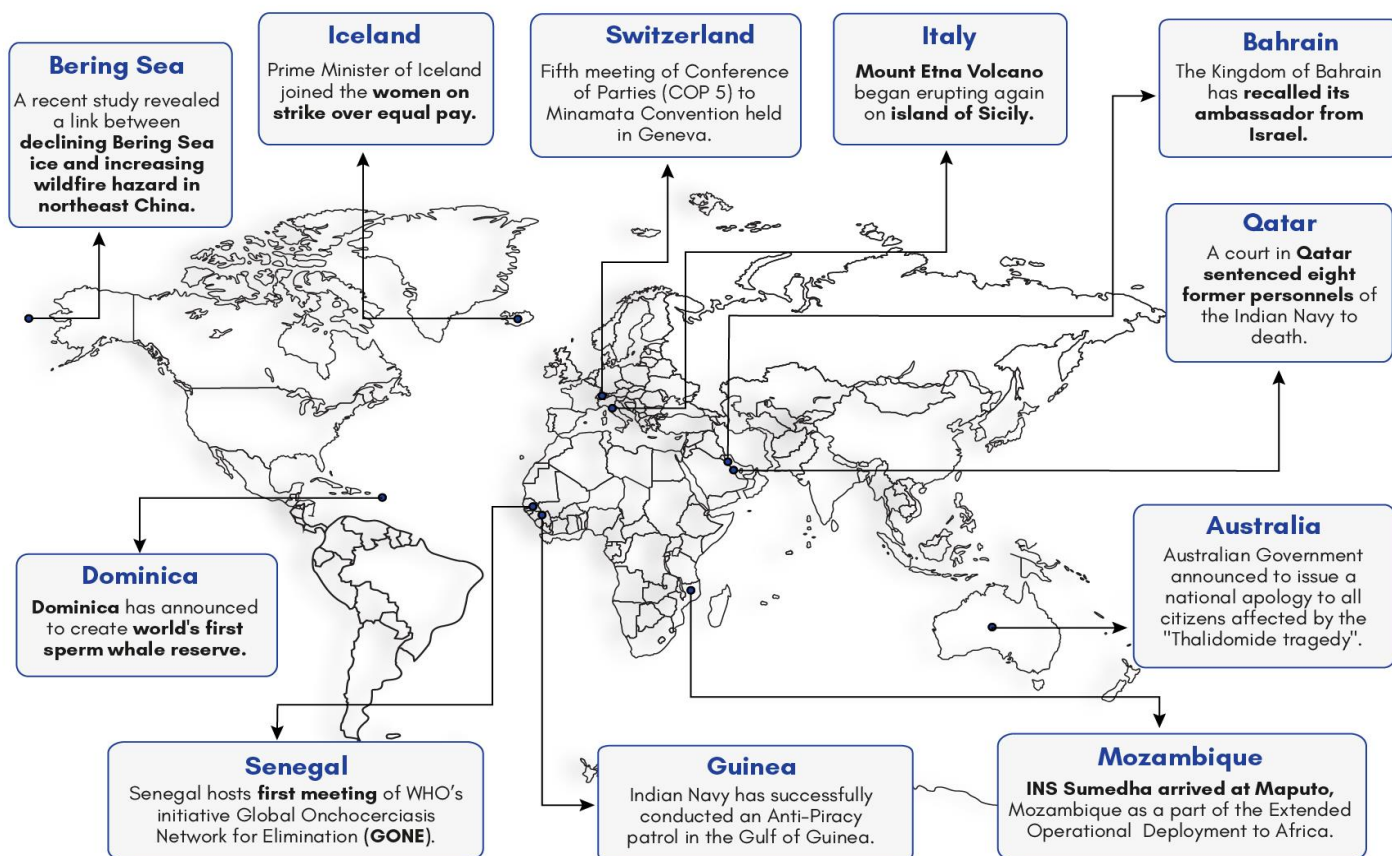 Bering Sea
A recent study revealed
a link between
declining Bering Sea
ice and increasing
wildfire hazard in
northeast China.
Iceland
Prime Minister of Iceland
joined the women on
strike over equal pay.
Switzerland
Fifth meeting of Conference
of Parties (COP 5) to
Minamata Convention held
in Geneva.
Italy
Mount Etna Volcano
began erupting again
on island of Sicily.
Bahrain
The Kingdom of Bahrain
has recalled its
ambassador from
Israel.
Qatar
A court in Qatar
sentenced eight
former personnels of
the Indian Navy to
death.
Dominica
Dominica has announced
to create world's first
sperm whale reserve.
Australia
Australian Government
announced to issue a
national apology to all
citizens affected by the
"Thalidomide tragedy".
Senegal
Senegal hosts first meeting of WHO's
initiative Global Onchocerciasis
Network for Elimination (GONE).
Guinea
Indian Navy has successfully
conducted an Anti-Piracy
patrol in the Gulf of Guinea.
Mozambique
INS Sumedha arrived at Maputo,
Mozambique as a part of the Extended
Operational Deployment to Africa.